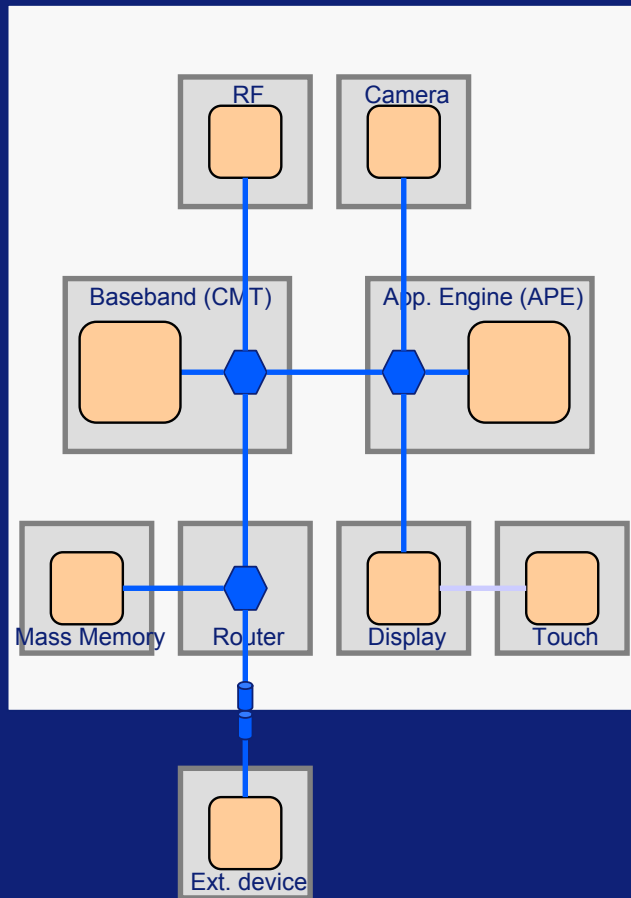 RF
Camera
Baseband (CMT)
App. Engine (APE)
Mass Memory
Router
Display
Touch
Ext. device